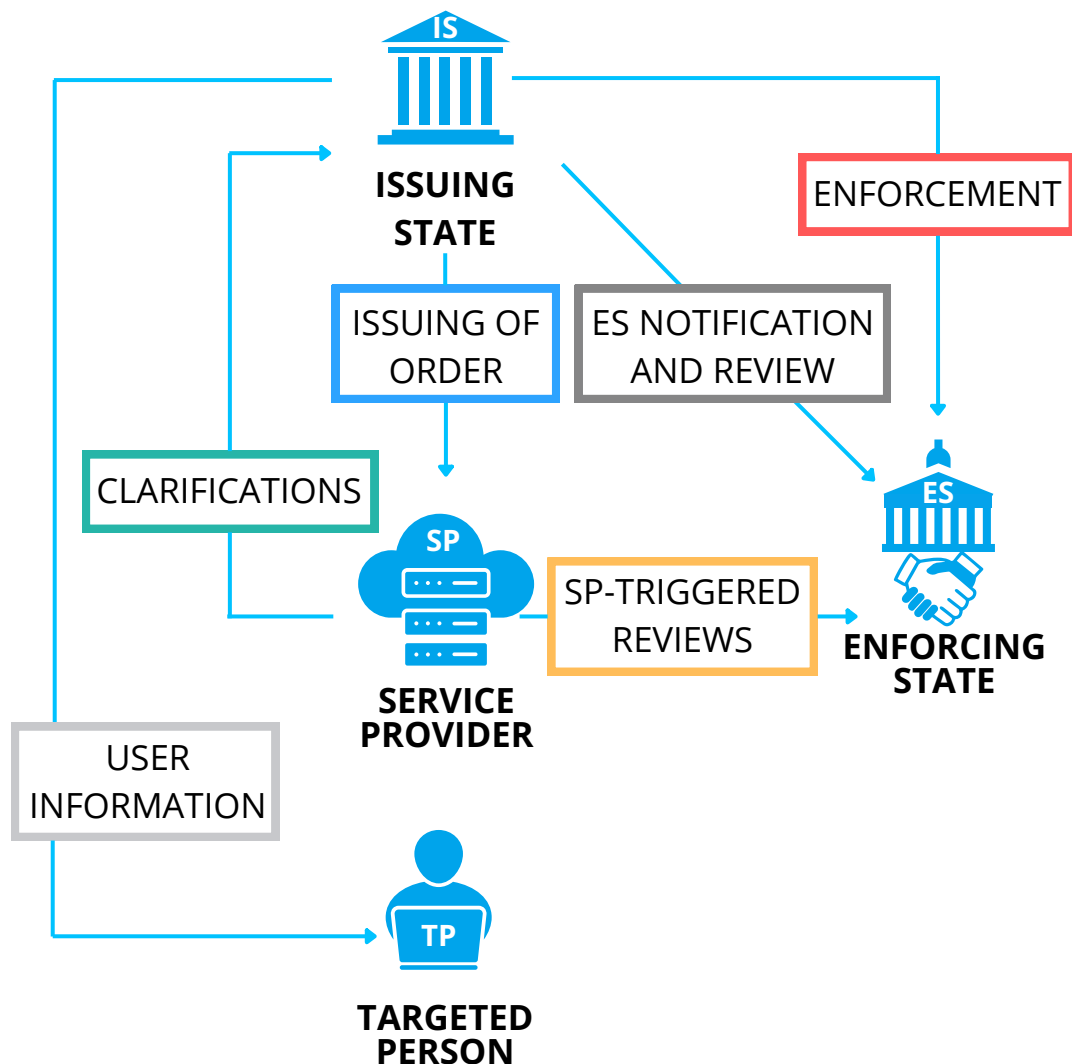 IS
ISSUING
STATE
ENFORCEMENT
ISSUING OF
ORDER
ES NOTIFICATION
AND REVIEW
CLARIFICATIONS
ES
SP
SP-TRIGGERED
REVIEWS
ENFORCING
STATE
SERVICE
PROVIDER
USER
INFORMATION
TP
TARGETED
PERSON